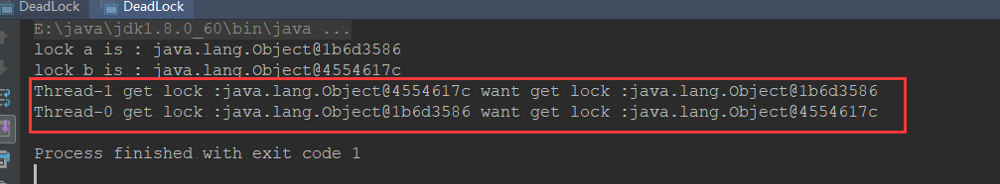 DeadLock DeadLock
E:\java\jdk1.8.0_60\bin\java ...
lock a is : java.lang.Object@1b6d3586
lock b is : java.lang.Object@4554617c
Thread-1 get lock :java.lang.Object@4554617c want get lock :java.lang.Object@1b6d3586
Thread-0 get lock :java.lang.Object@1b6d3586 want get lock :java.lang.Object@4554617c
Process finished with exit code 1